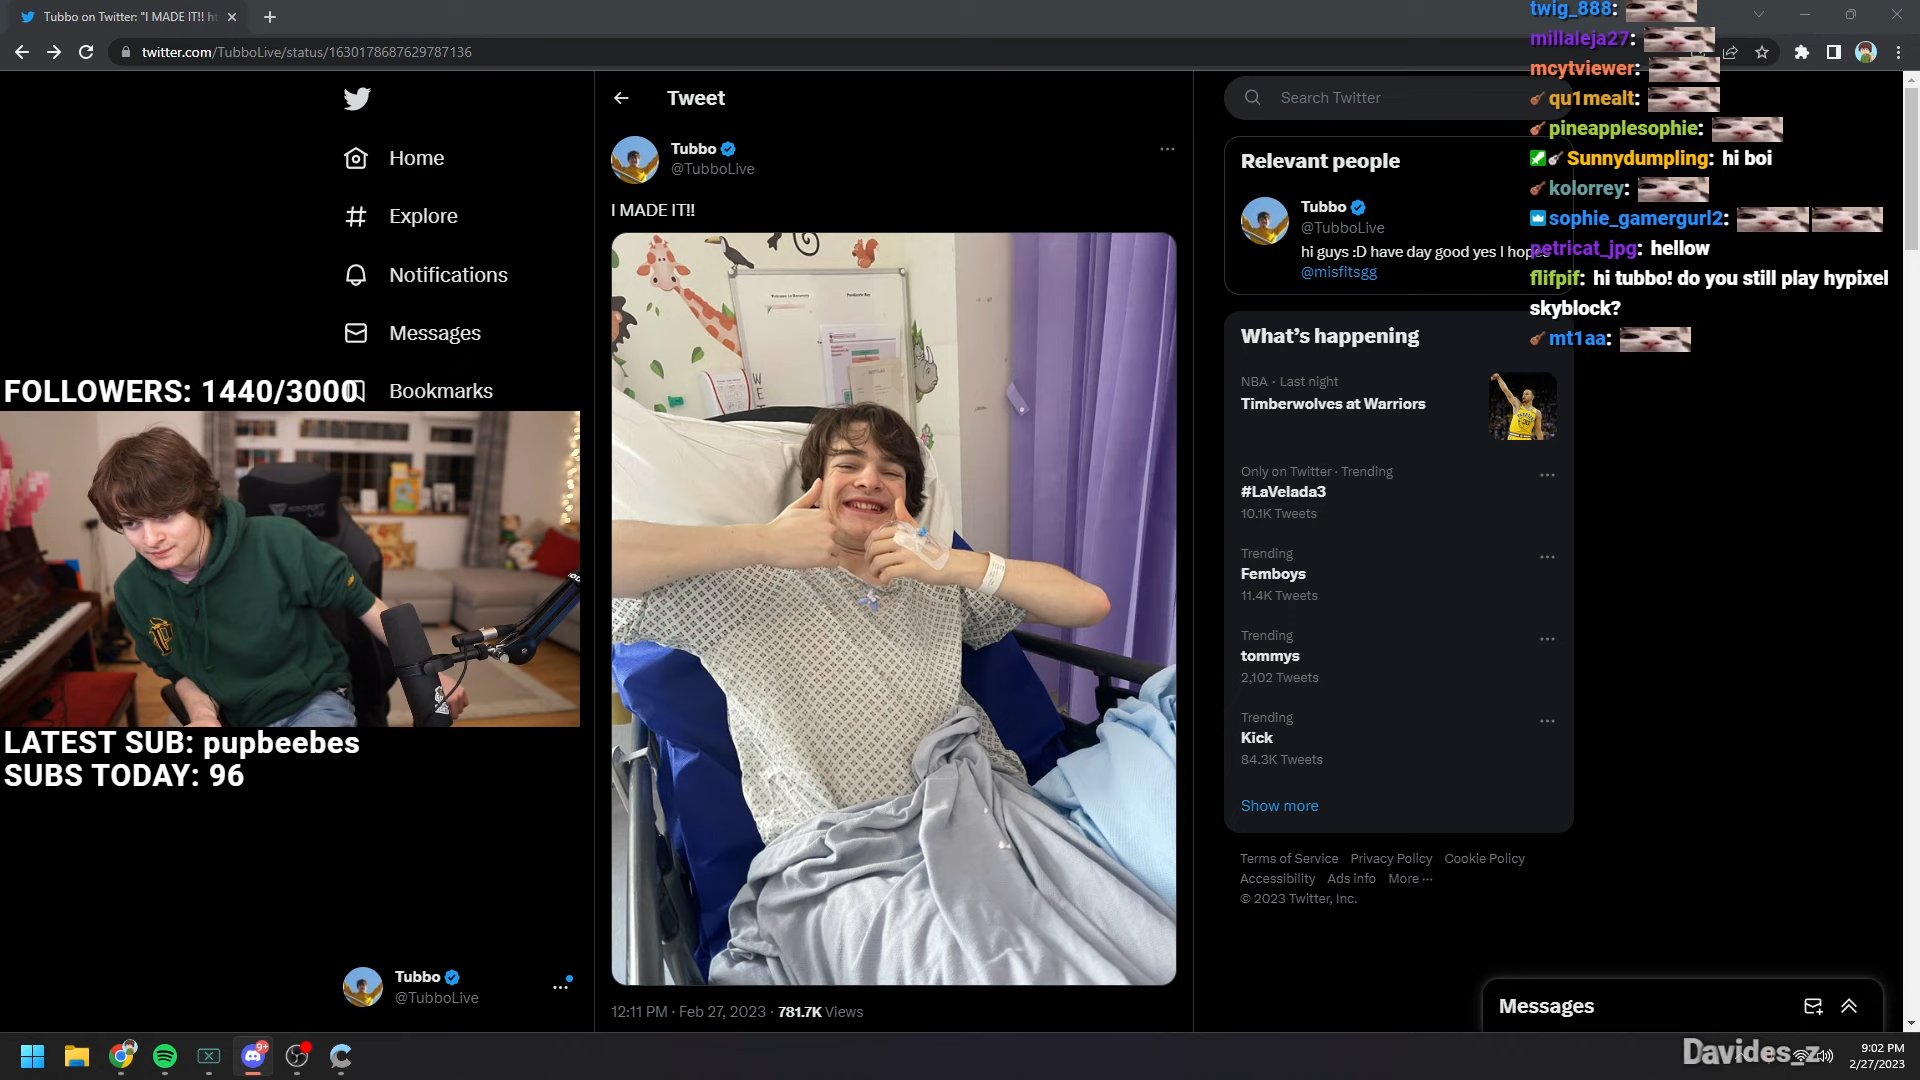 Tubbo on Twitter: "I MADE IT!! ht
twitter.com/TubboLive/status/1630178687629787136
Home
Explore
Notifications
Messages
Bookmarks
FOLLOWERS: 1440/3000
LATEST SUB: pupbeebes
SUBS TODAY: 96
Tubbo
@TubboLive
Tweet
Tubbo
@TubboLive
I MADE IT!!
12:11 PM · Feb 27, 2023 · 781.7K Views
Search Twitter
Relevant people
Tubbo
@TubboLive
hi guys :D have day good yes I hopes
@misfitsgg
What's happening
NBA · Last night
Timberwolves at Warriors
Only on Twitter · Trending
#LaVelada3
10.1K Tweets
Trending
Femboys
11.4K Tweets
Trending
tommys
2,102 Tweets
Trending
Kick
84.3K Tweets
Show more
Terms of Service Privacy Policy Cookie Policy
Accessibility Ads info More ···
© 2023 Twitter, Inc.
twig_888:
millaleja27:
mcytviewer:
qu1mealt:
pineapplesophie:
Sunnydumpling: hi boi
kolorrey:
sophie_gamergurl2:
petricat_jpg: hellow
flifpif: hi tubbo! do you still play hypixel
skyblock?
mt1aa:
Messages
9+
Davides_z
9:02 PM
2/27/2023